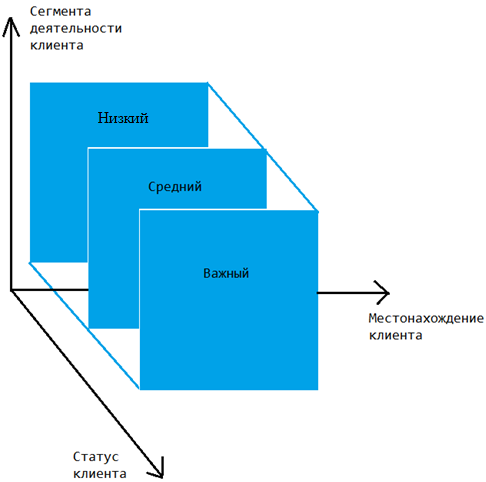 Сегмента
деятельности
клиента
Низкий
Средний
Важный
Местонахождение
клиента
Статус
клиента